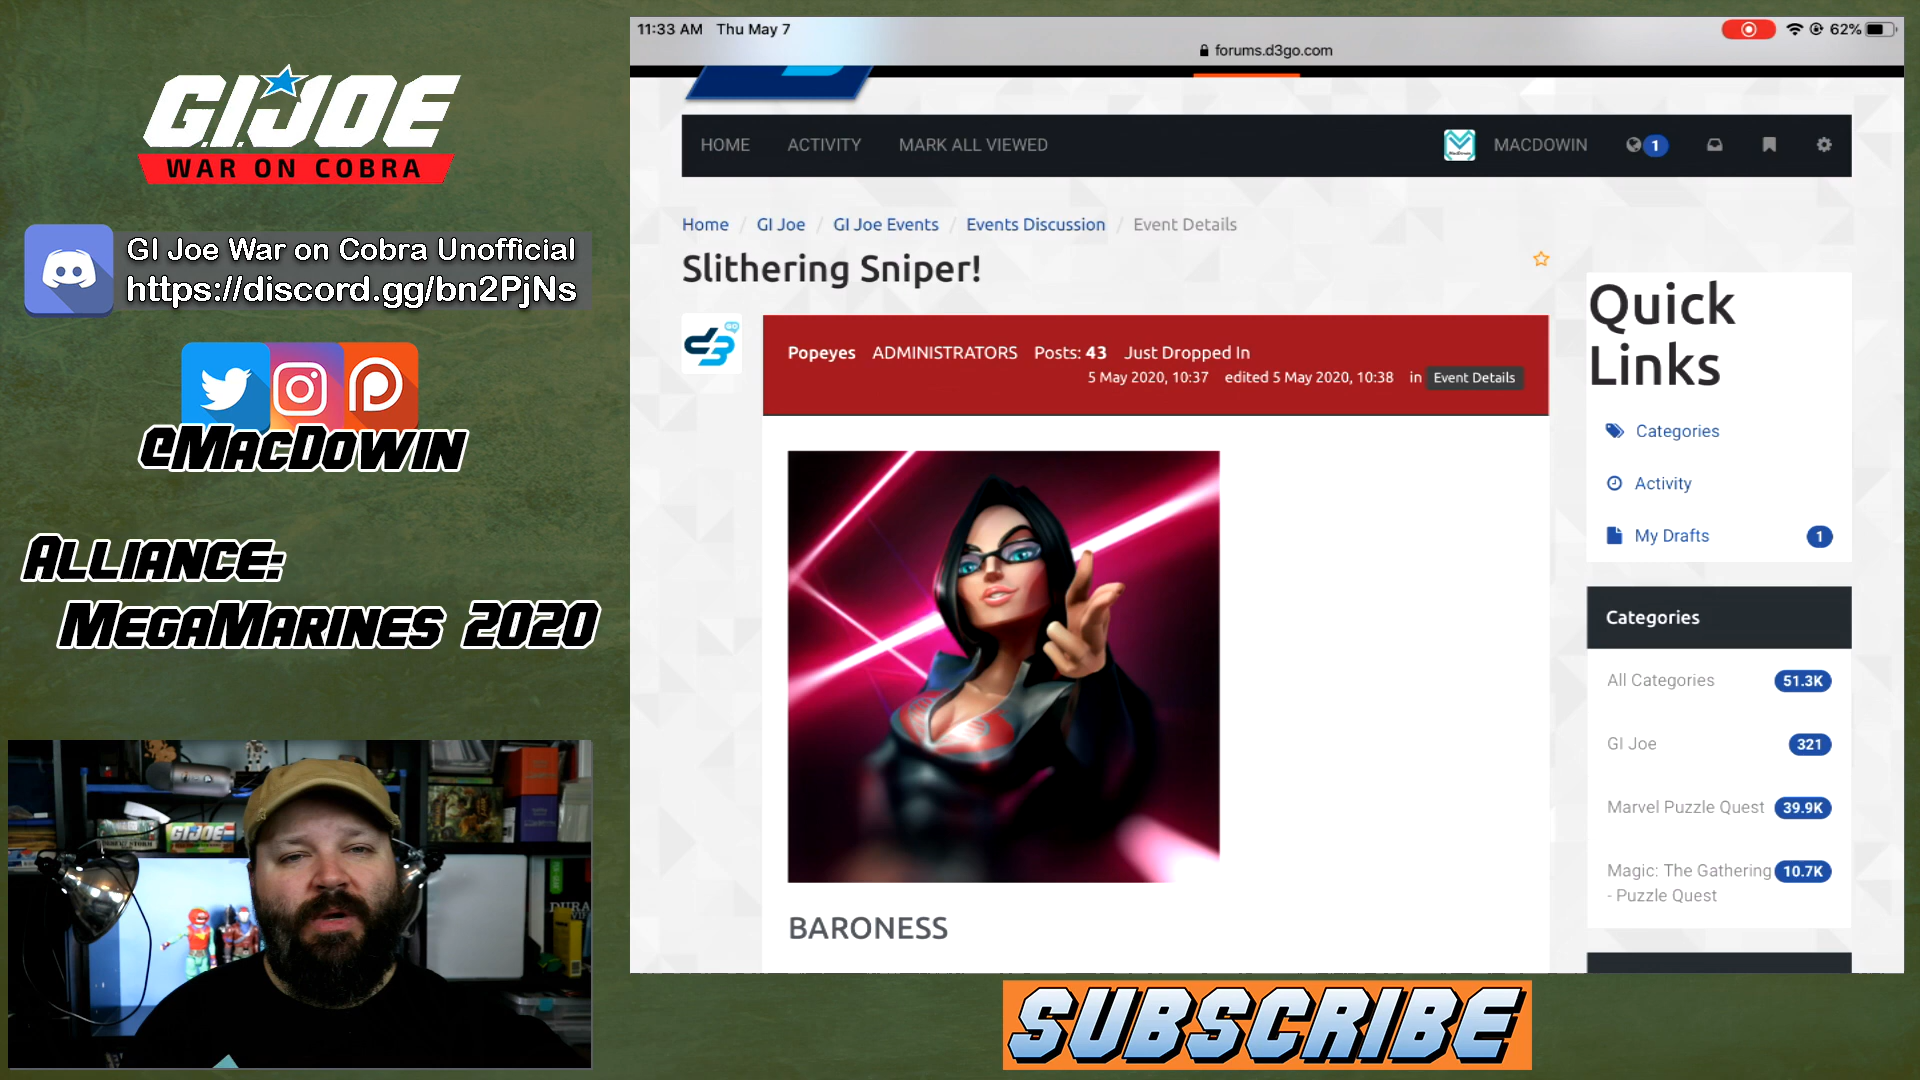 G.I.JOE
WAR ON COBRA
GI Joe War on Cobra Unofficial
https://discord.gg/bn2PjNs
@MacDowin
Alliance:
MegaMarines 2020
GI JOE
DURA
11:33 AM Thu May 7
62%
forums.d3go.com
HOME ACTIVITY MARK ALL VIEWED
MACDOWIN 1
Home / GI Joe / GI Joe Events / Events Discussion / Event Details
Slithering Sniper!
d3 GO
Popeyes ADMINISTRATORS Posts: 43 Just Dropped In
5 May 2020, 10:37 edited 5 May 2020, 10:38 in Event Details
BARONESS
Quick
Links
Categories
Activity
My Drafts 1
Categories
All Categories 51.3K
GI Joe 321
Marvel Puzzle Quest 39.9K
Magic: The Gathering 10.7K
- Puzzle Quest
SUBSCRIBE